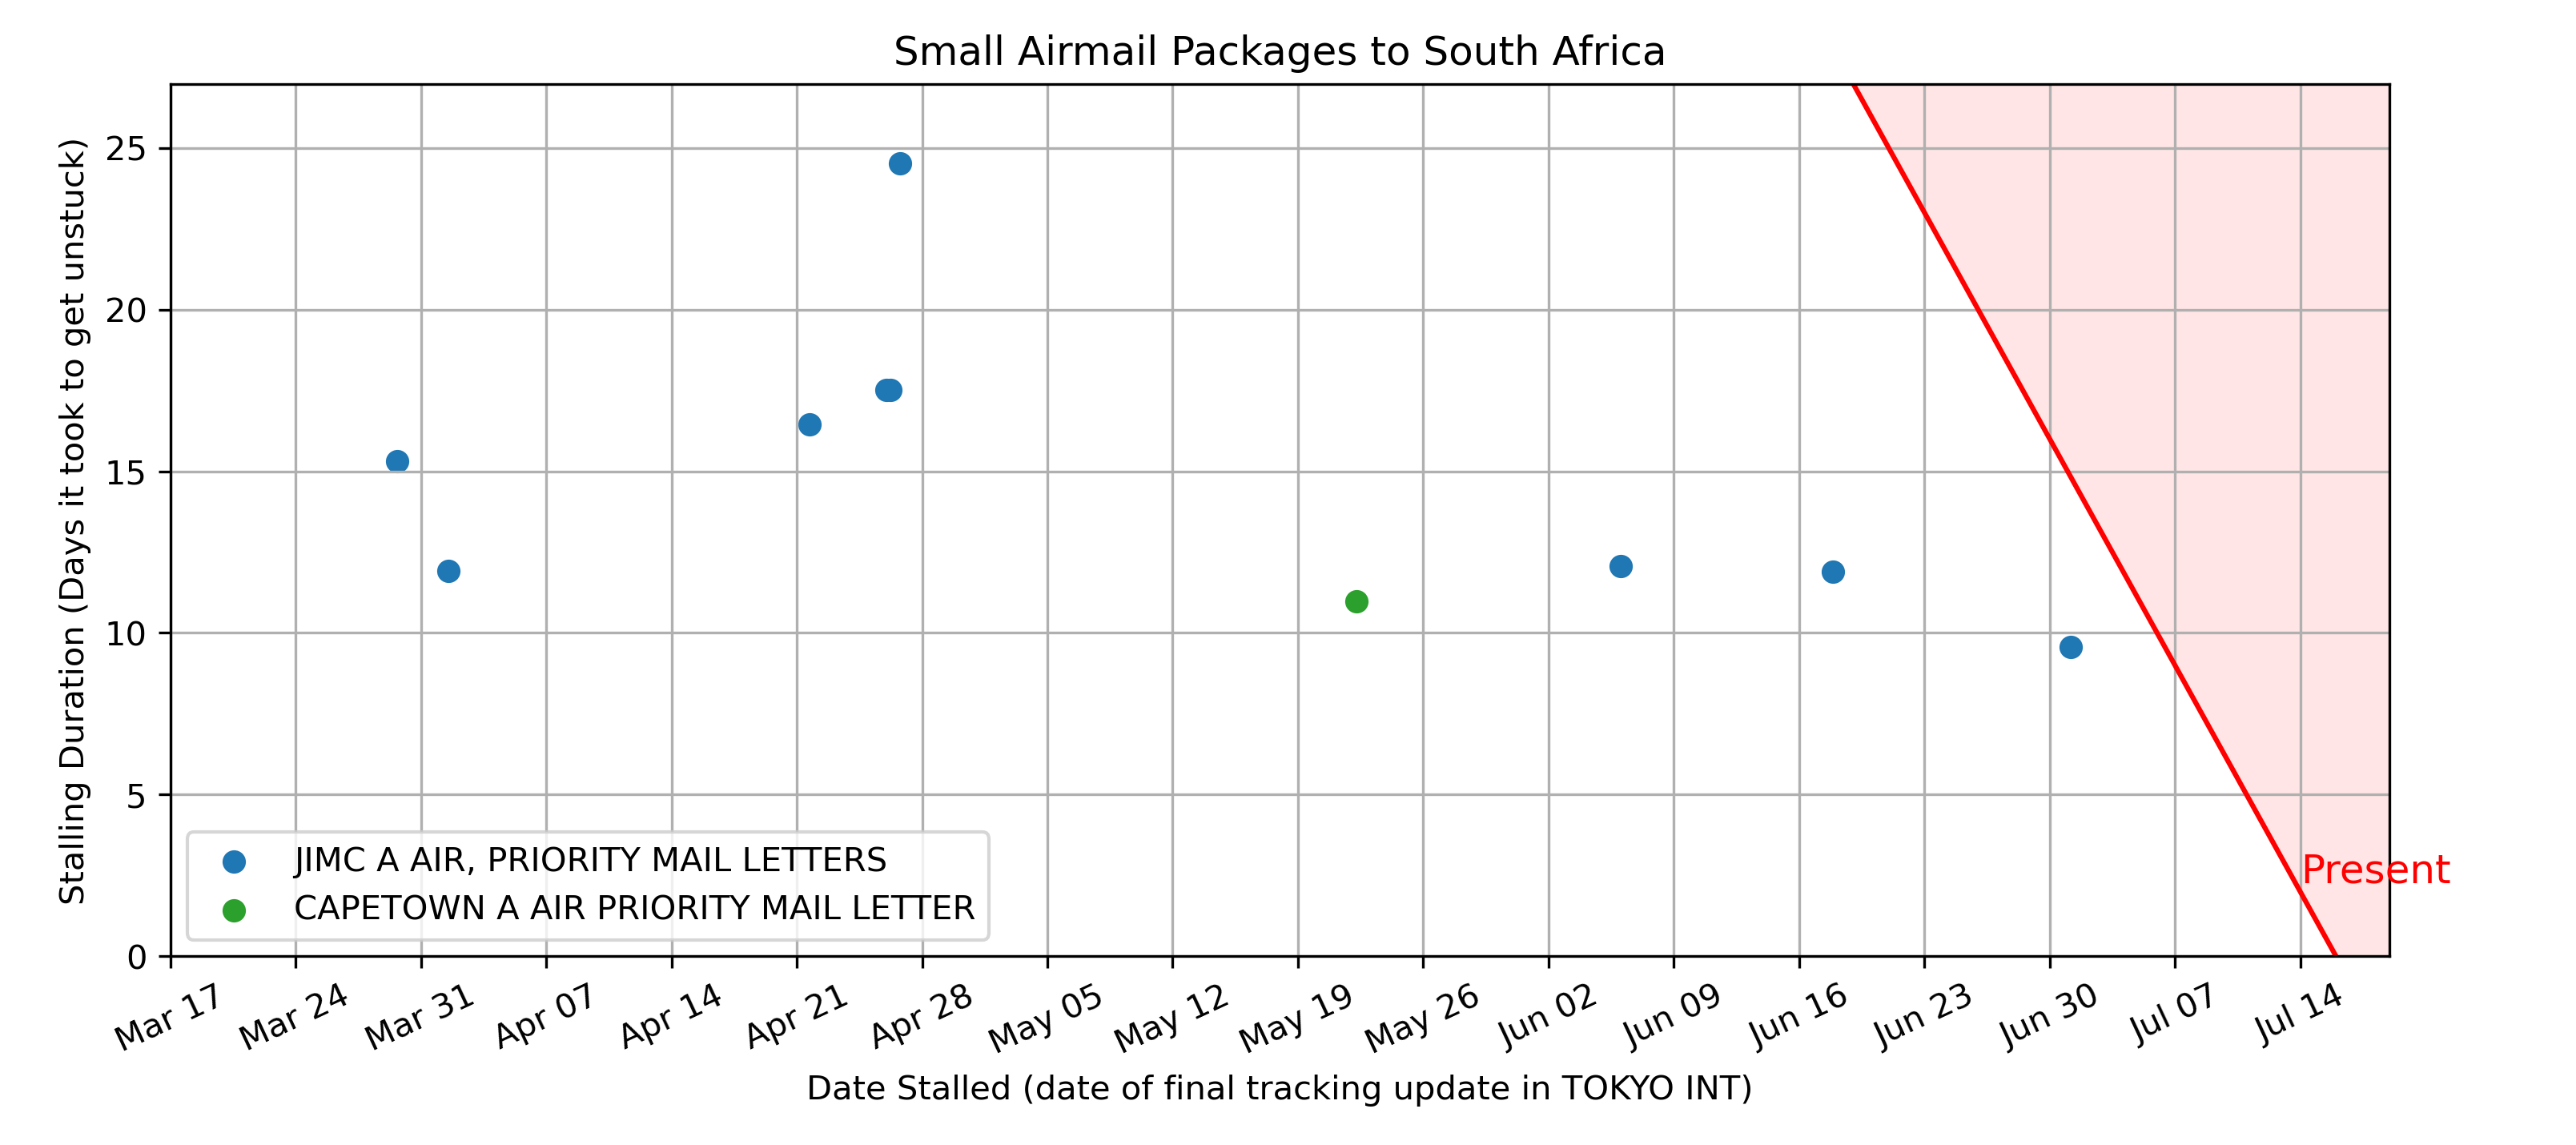 Small Airmail Packages to South Africa
Stalling Duration (Days it took to get unstuck)
25
20
15
10
5
0
JIMC A AIR, PRIORITY MAIL LETTERS
CAPETOWN A AIR PRIORITY MAIL LETTER
Present
Mar 17
Mar 24
Mar 31
Apr 07
Apr 14
Apr 21
Apr 28
May 05
May 12
May 19
May 26
Jun 02
Jun 09
Jun 16
Jun 23
Jun 30
Jul 07
Jul 14
Date Stalled (date of final tracking update in TOKYO INT)